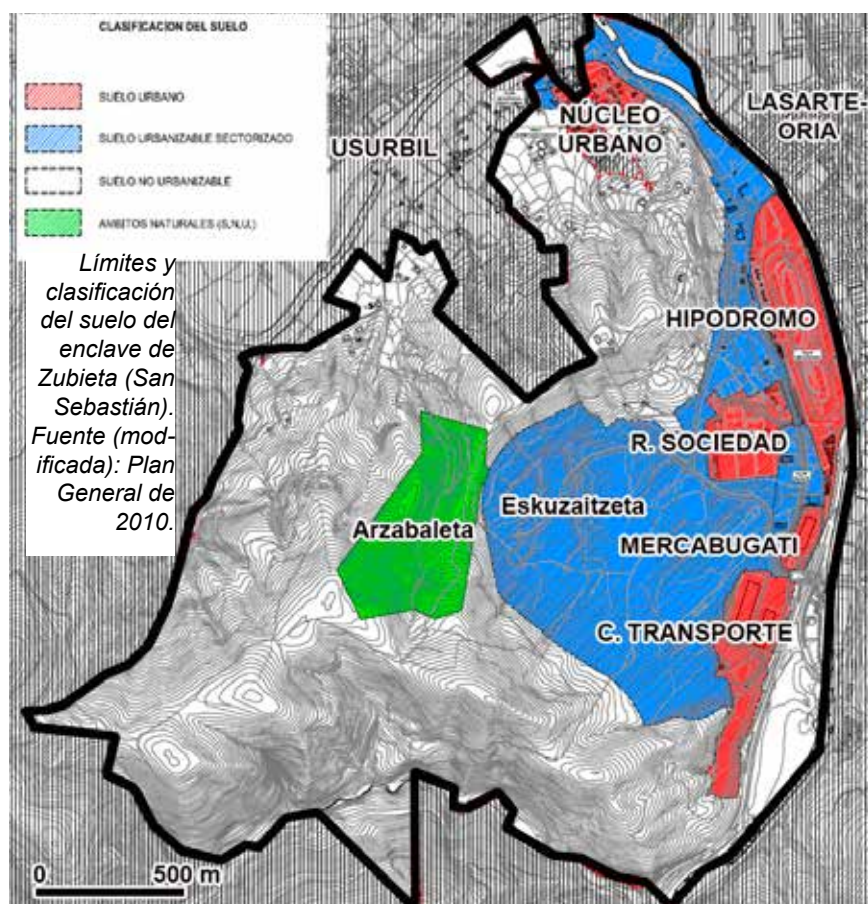 CLASIFICACION DEL SUELO
SUELO URBANO
SUELO URBANIZABLE SECTORIZADO
SUELO NO URBANIZABLE
AMBITOS NATURALES (S.N.U.)
Límites y
clasificación
del suelo del
enclave de
Zubieta (San
Sebastián).
Fuente (mod-
ificada): Plan
General de
2010.
USURBIL
NÚCLEO
URBANO
LASARTE-
ORIA
HIPODROMO
R. SOCIEDAD
Eskuzaitzeta
Arzabaleta
MERCABUGATI
C. TRANSPORTE
0 500 m